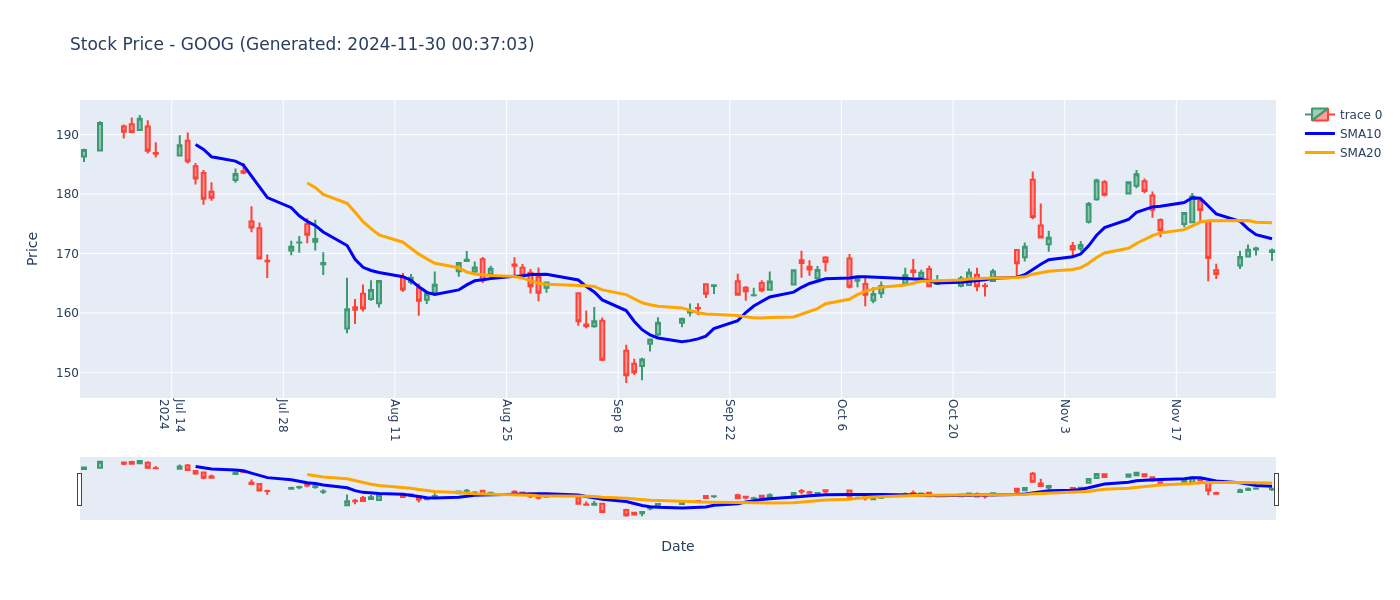 Stock Price - GOOG (Generated: 2024-11-30 00:37:03)
trace 0
SMA10
SMA20
Price
190
180
170
160
150
Jul 14
2024
Jul 28
Aug 11
Aug 25
Sep 8
Sep 22
Oct 6
Oct 20
Nov 3
Nov 17
Date